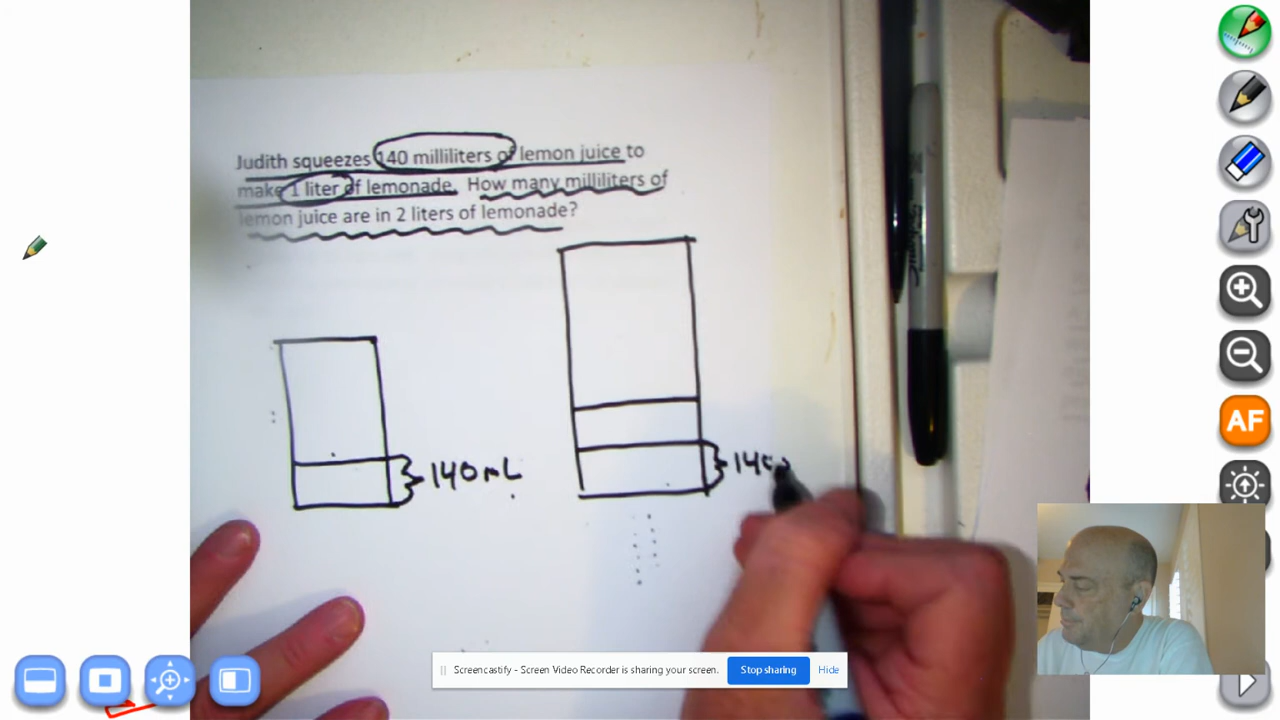 Judith squeezes 140 milliliters of lemon juice to
make 1 liter of lemonade. How many milliliters of
lemon juice are in 2 liters of lemonade?
140mL
140
AF
Screencastify - Screen Video Recorder is sharing your screen.
Stop sharing
Hide